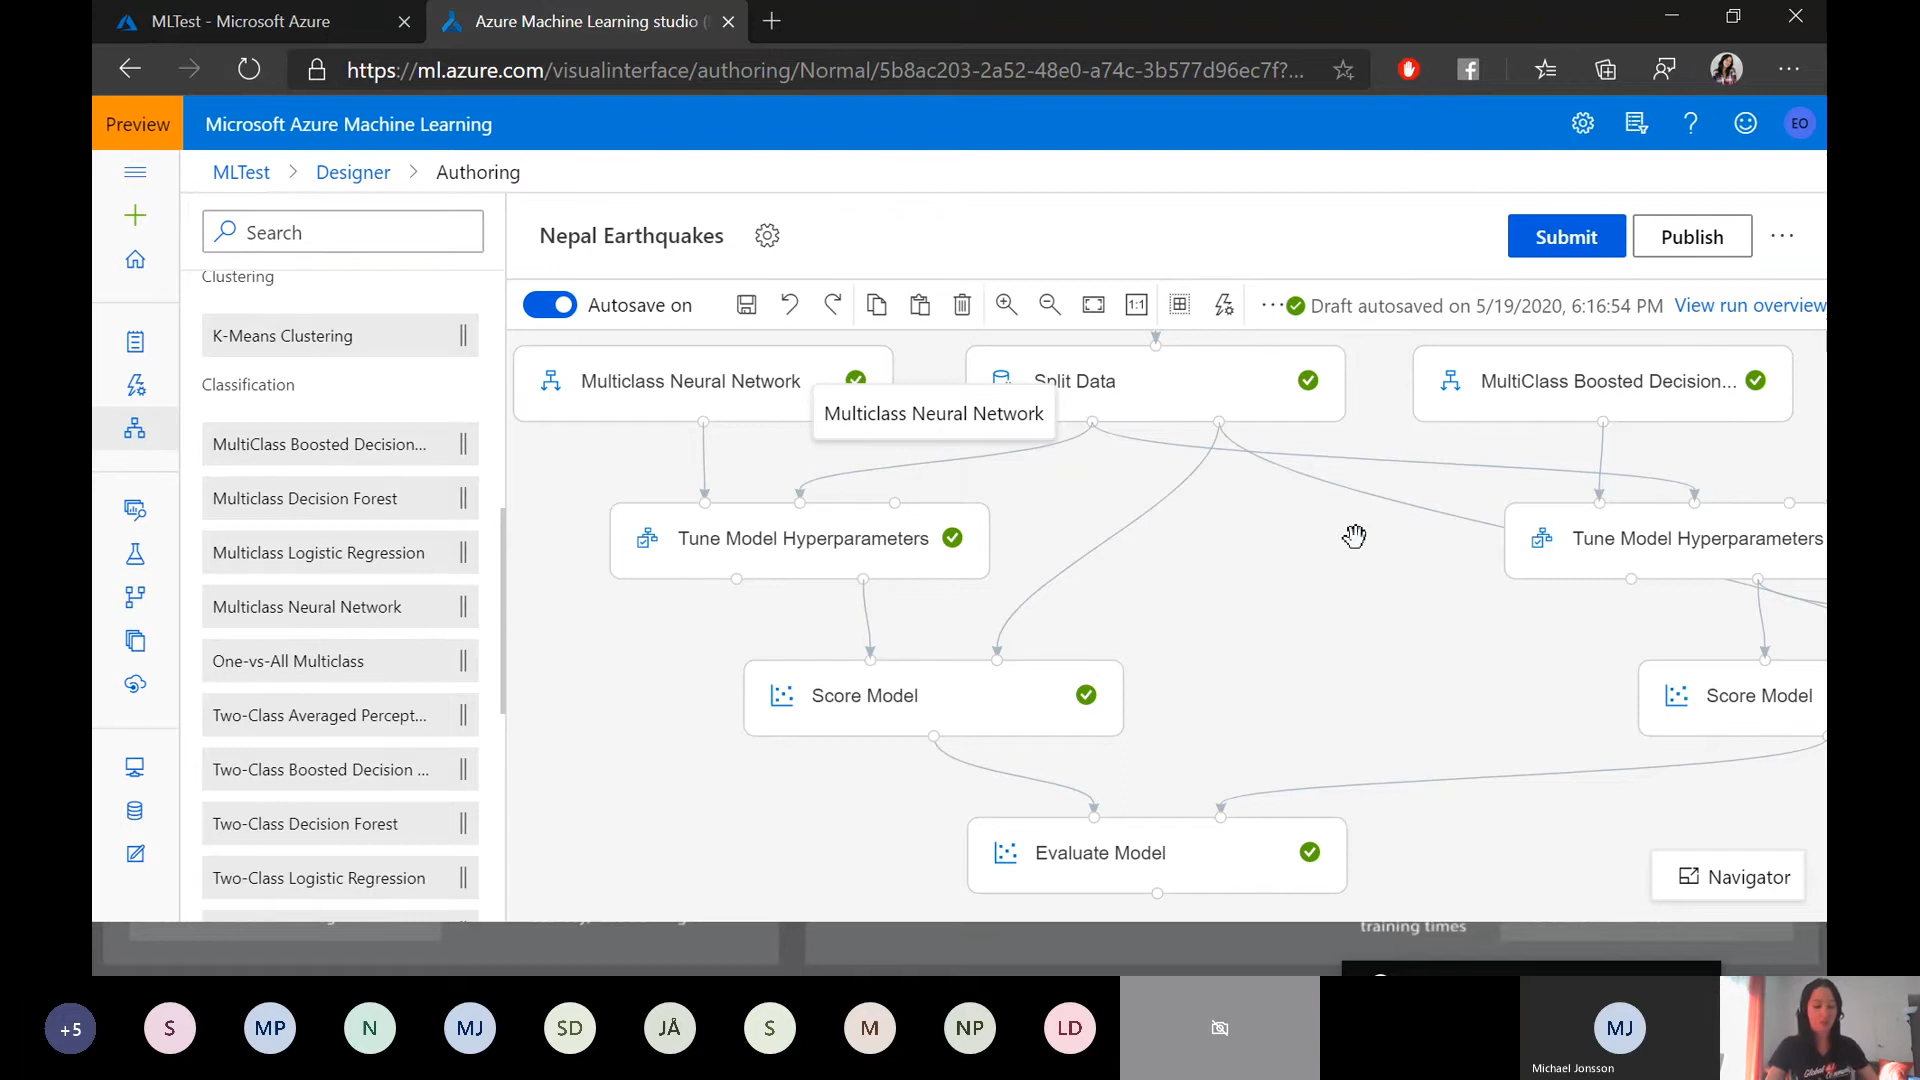 MLTest - Microsoft Azure
Azure Machine Learning studio (
https://ml.azure.com/visualinterface/authoring/Normal/5b8ac203-2a52-48e0-a74c-3b577d96ec7f?...
Preview
Microsoft Azure Machine Learning
EO
MLTest > Designer > Authoring
Search
Nepal Earthquakes
Submit
Publish
Autosave on
1:1
Draft autosaved on 5/19/2020, 6:16:54 PM
View run overview
Clustering
K-Means Clustering
Classification
MultiClass Boosted Decision...
Multiclass Decision Forest
Multiclass Logistic Regression
Multiclass Neural Network
One-vs-All Multiclass
Two-Class Averaged Percept...
Two-Class Boosted Decision ...
Two-Class Decision Forest
Two-Class Logistic Regression
Multiclass Neural Network
Split Data
MultiClass Boosted Decision...
Multiclass Neural Network
Tune Model Hyperparameters
Tune Model Hyperparameters
Score Model
Score Model
Evaluate Model
Navigator
training times
+5
S
MP
N
MJ
SD
JÅ
S
M
NP
LD
MJ
Michael Jonsson